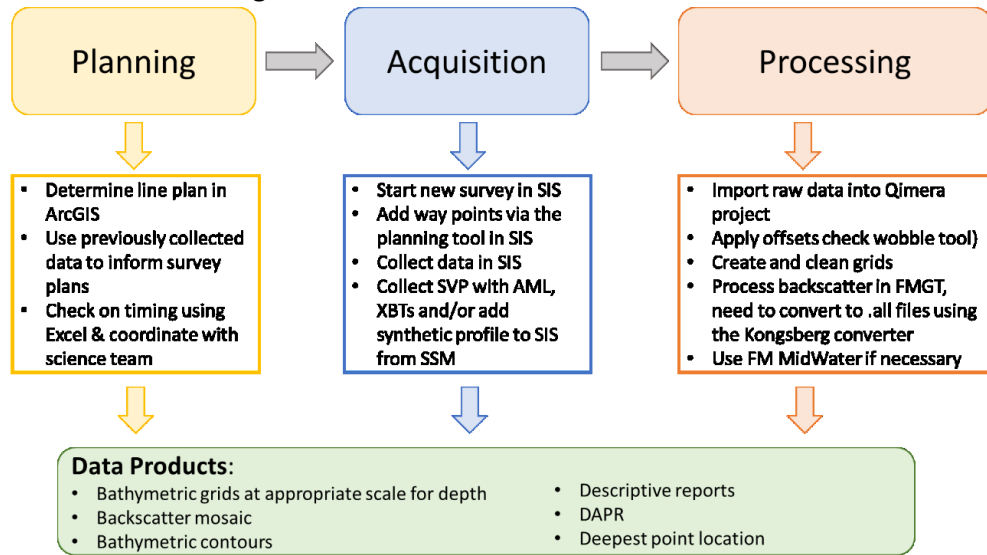 Planning
Acquisition
Processing
• Determine line plan in
ArcGIS
• Use previously collected
data to inform survey
plans
• Check on timing using
Excel & coordinate with
science team
• Start new survey in SIS
• Add way points via the
planning tool in SIS
• Collect data in SIS
• Collect SVP with AML,
XBTs and/or add
synthetic profile to SIS
from SSM
• Import raw data into Qimera
project
• Apply offsets check wobble tool)
• Create and clean grids
• Process backscatter in FMGT,
need to convert to .all files using
the Kongsberg converter
• Use FM MidWater if necessary
Data Products:
• Bathymetric grids at appropriate scale for depth
• Backscatter mosaic
• Bathymetric contours
• Descriptive reports
• DAPR
• Deepest point location